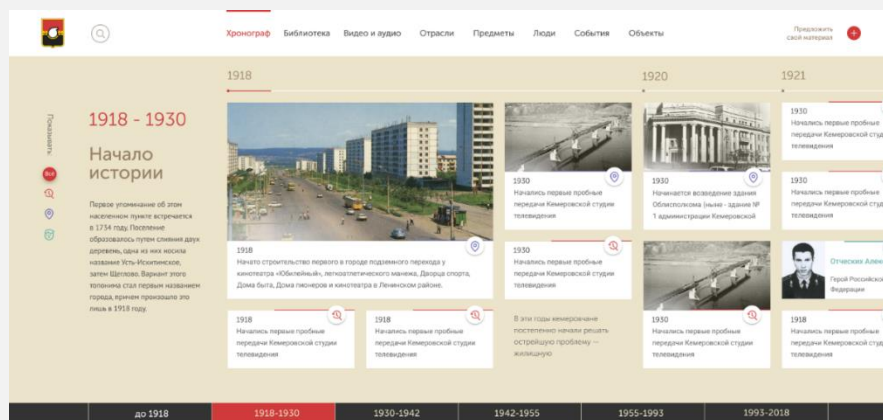 Хронограф Библиотека Видео и аудио Отрасли Предметы Люди События Объекты
Предложить
свой материал
Показывать:
Всё
1918 - 1930
Начало
истории
Первое упоминание об этом
населенном пункте встречается
в 1734 году. Поселение
образовалось путем слияния двух
деревень, одна из них носила
название Усть-Искитимское,
затем Щеглово. Вариант этого
топонима стал первым названием
города, причем произошло это
лишь в 1918 году.
1918
1918
Начато строительство первого в городе подземного перехода у
кинотеатра «Юбилейный», легкоатлетического манежа, Дворца спорта,
Дома быта, Дома пионеров и кинотеатра в Ленинском районе.
1918
Начались первые пробные
передачи Кемеровской студии
телевидения
1918
Начались первые пробные
передачи Кемеровской студии
телевидения
1930
Начались первые пробные
передачи Кемеровской студии
телевидения
1930
Начались первые пробные
передачи Кемеровской студии
телевидения
В эти годы кемеровчане
постепенно начали решать
острейшую проблему —
жилищную
1920
1930
Начинается возведение здания
Облисполкома (ныне - здание №
1 администрации Кемеровской
1930
Начались первые пробные
передачи Кемеровской студии
телевидения
1921
1930
Начались первые пробные
передачи Кемеровской студ
телевидения
1930
Начались первые пробные
передачи Кемеровской студ
телевидения
Отческих Алек
Герой Российско
Федерации
1918
Начались первые пробные
передачи Кемеровской студ
телевидения
до 1918 1918-1930 1930-1942 1942-1955 1955-1993 1993-2018